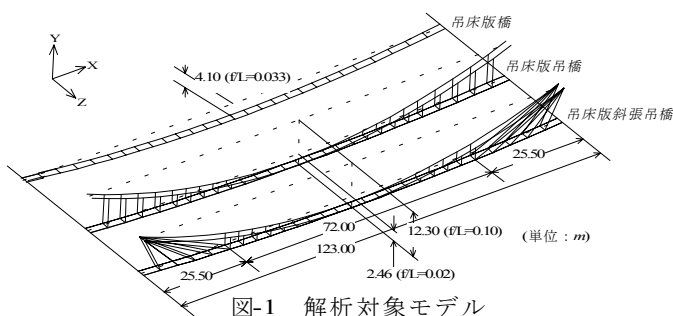 Y
X
Z
吊床版橋
4.10 (f/L=0.033)
吊床版吊橋
吊床版斜張吊橋
25.50
72.00
123.00
12.30 (f/L=0.10)
(単位：m)
25.50
2.46 (f/L=0.02)
図-1 解析対象モデル